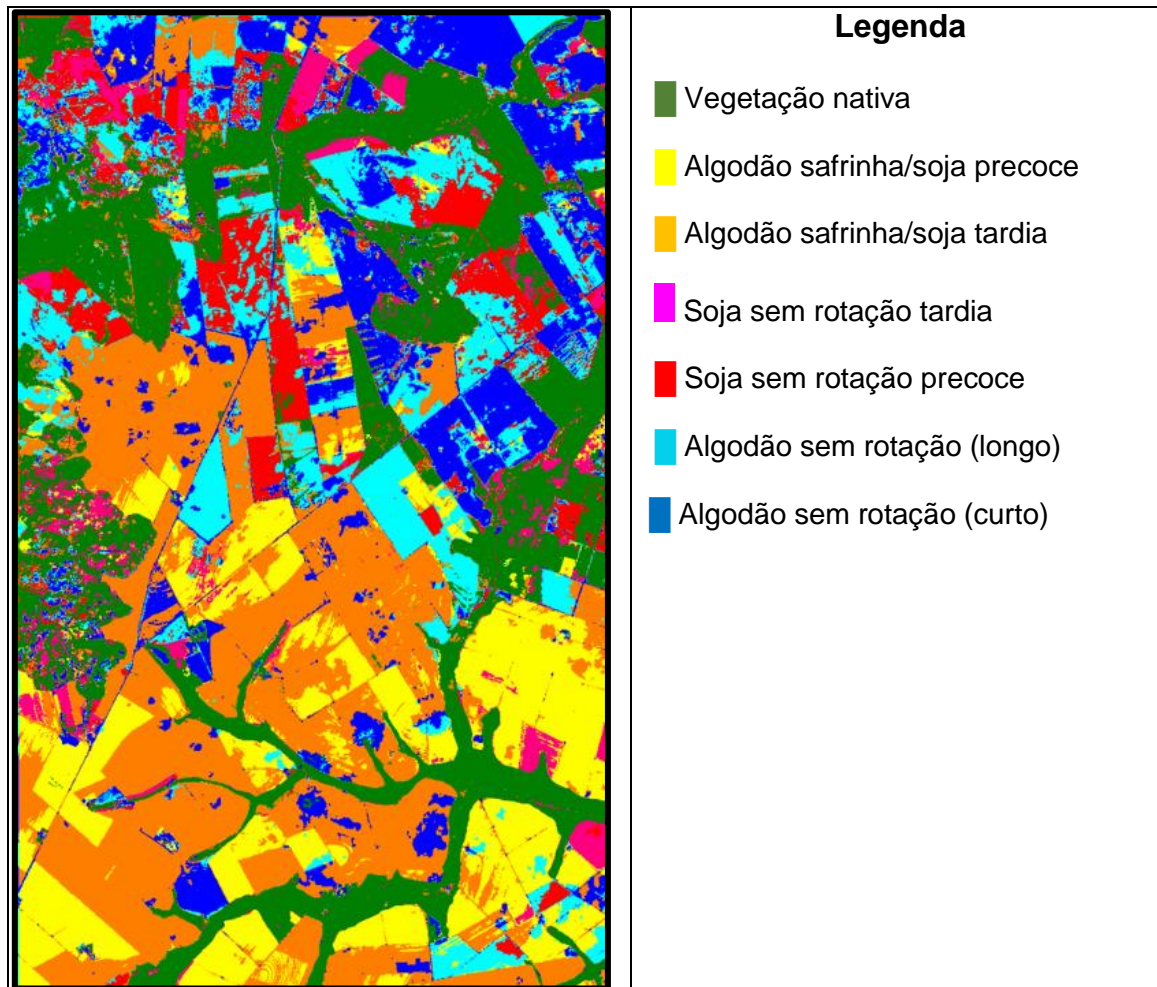 Legenda
Vegetação nativa
Algodão safrinha/soja precoce
Algodão safrinha/soja tardia
Soja sem rotação tardia
Soja sem rotação precoce
Algodão sem rotação (longo)
Algodão sem rotação (curto)